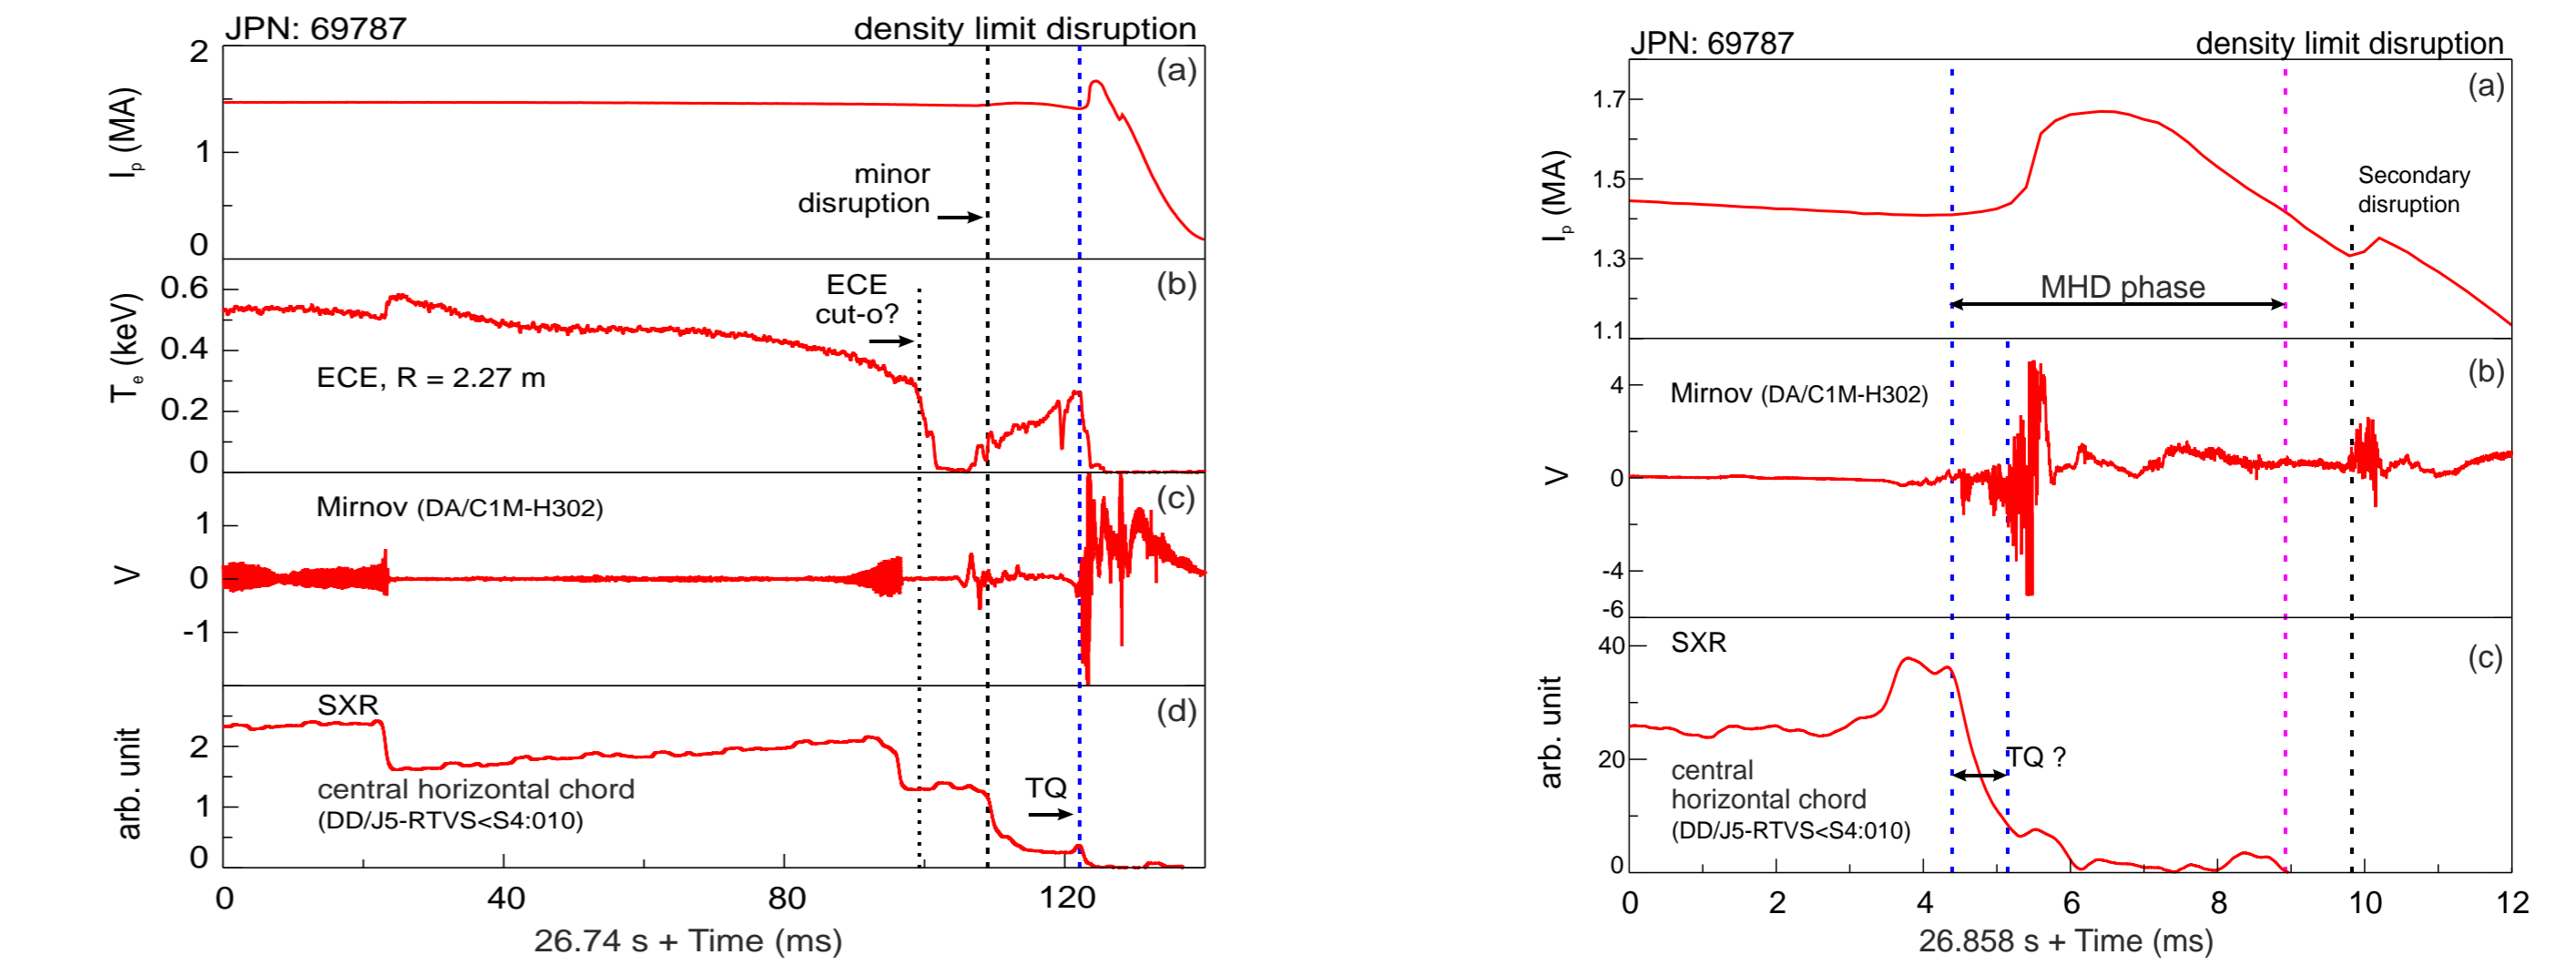 JPN: 69787
density limit disruption
(a)
2
1
0
Ip (MA)
minor
disruption
(b)
0.6
0.4
0.2
0
Te (keV)
ECE
cut-o?
ECE, R = 2.27 m
(c)
Mirnov (DA/C1M-H302)
1
0
-1
V
(d)
SXR
2
1
0
arb. unit
central horizontal chord
(DD/J5-RTVS<S4:010)
TQ
0
40
80
120
26.74 s + Time (ms)
JPN: 69787
density limit disruption
(a)
1.7
1.5
1.3
1.1
Ip (MA)
Secondary
disruption
MHD phase
(b)
Mirnov (DA/C1M-H302)
4
0
-4
-6
V
(c)
SXR
40
20
0
arb. unit
TQ ?
central
horizontal chord
(DD/J5-RTVS<S4:010)
0
2
4
6
8
10
12
26.858 s + Time (ms)